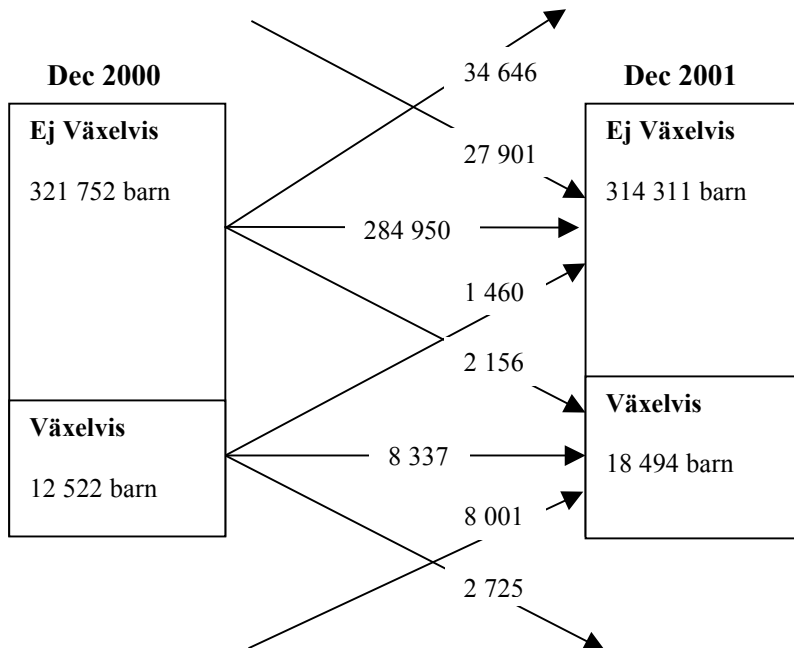 34 646
Dec 2000
Dec 2001
Ej Växelvis
321 752 barn
27 901
Ej Växelvis
314 311 barn
284 950
1 460
2 156
Växelvis
12 522 barn
8 337
Växelvis
18 494 barn
8 001
2 725